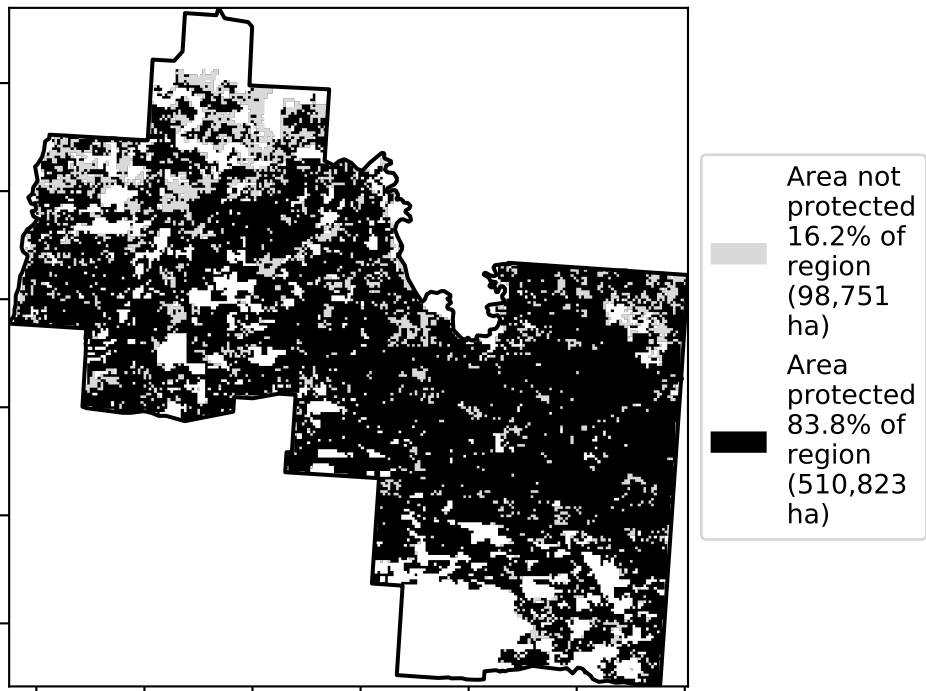 Area not
protected
16.2% of
region
(98,751
ha)
Area
protected
83.8% of
region
(510,823
ha)